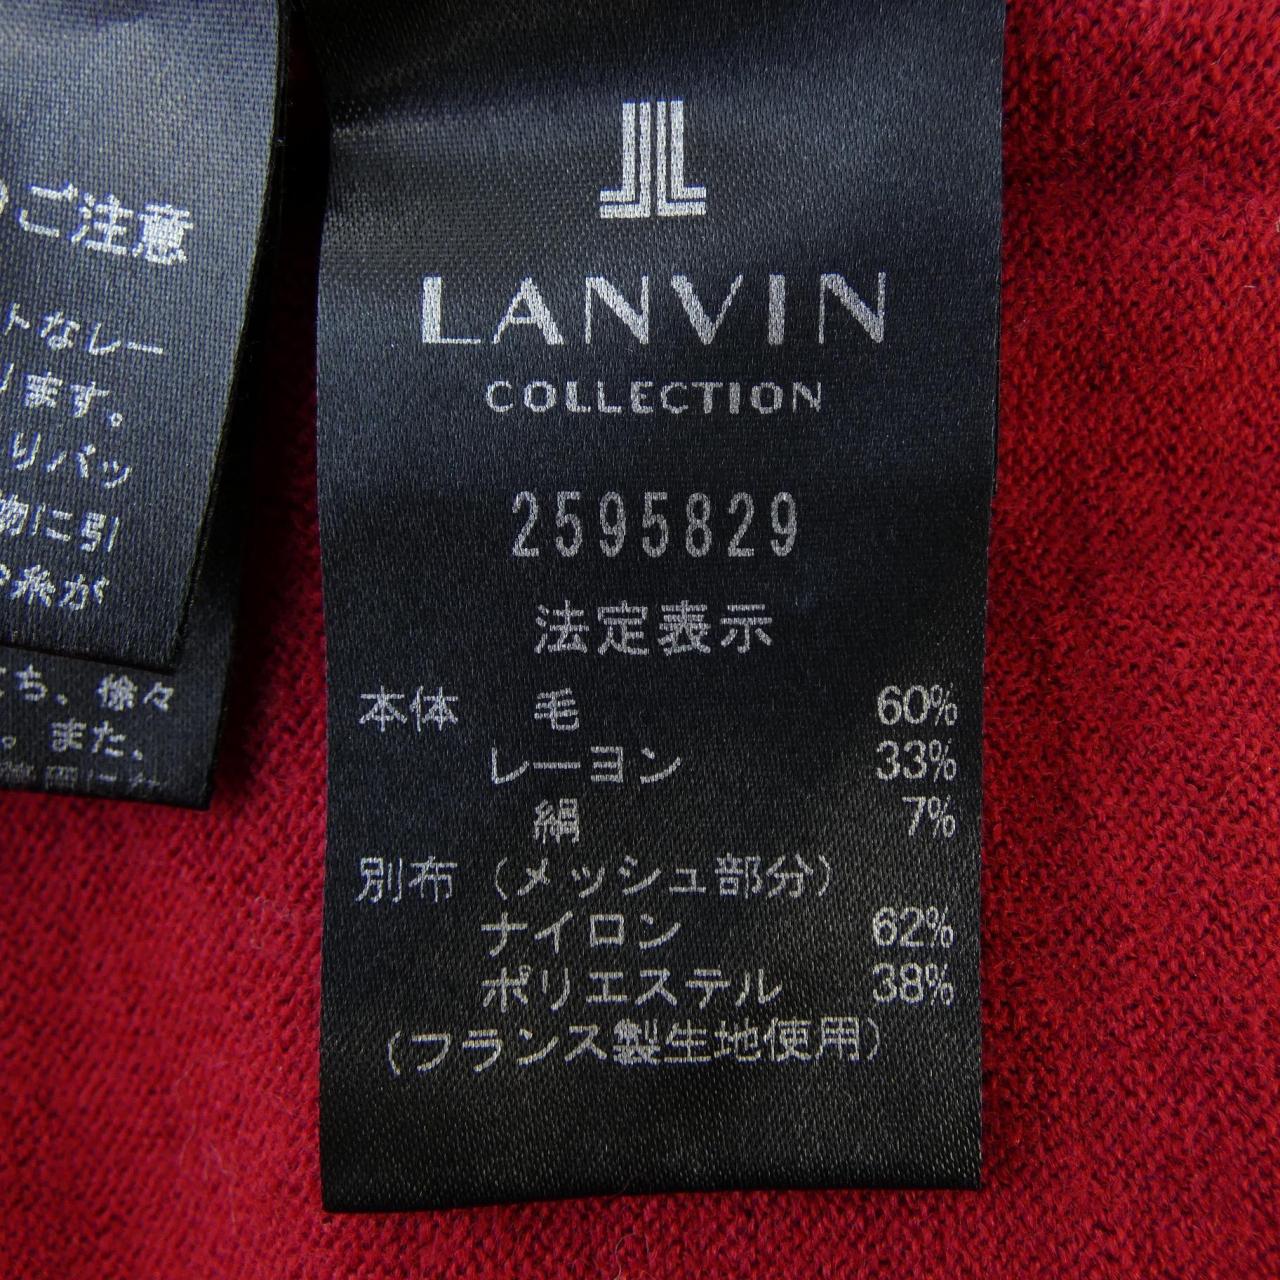 ご注意
トなレー
ります。
りパッ
物に引
糸が
ち、徐々
。また、
LANVIN
COLLECTION
2595829
法定表示
本体 毛 60%
レーヨン 33%
絹 7%
別布 (メッシュ部分)
ナイロン 62%
ポリエステル 38%
(フランス製生地使用)